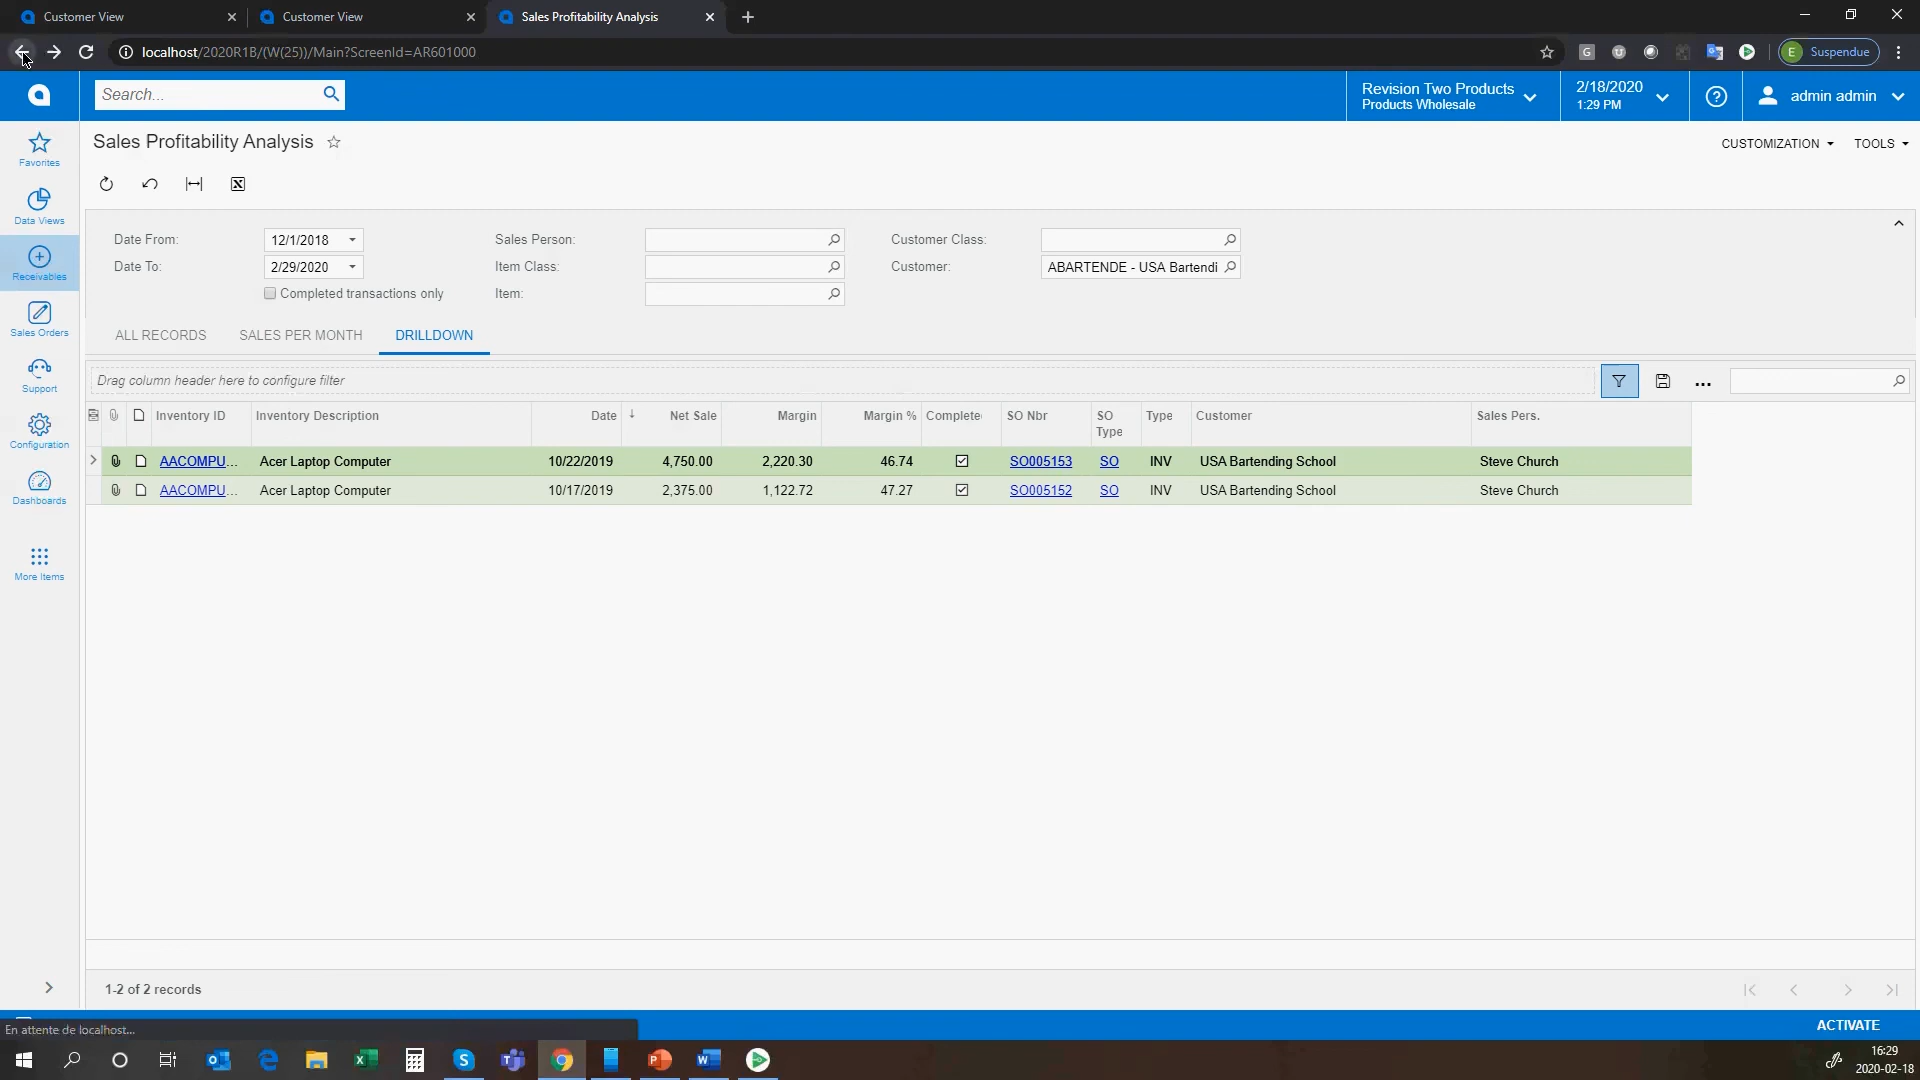 Customer View
Customer View
Sales Profitability Analysis
localhost/2020R1B/(W(25))/Main?ScreenId=AR601000
G
E Suspendue
Search...
Revision Two Products
Products Wholesale
2/18/2020
1:29 PM
admin admin
Favorites
Data Views
Receivables
Sales Orders
Support
Configuration
Dashboards
More Items
Sales Profitability Analysis
CUSTOMIZATION
TOOLS
Date From: 12/1/2018
Sales Person:
Customer Class:
Date To: 2/29/2020
Item Class:
Customer: ABARTENDE - USA Bartendi
Completed transactions only
Item:
ALL RECORDS SALES PER MONTH DRILLDOWN
Drag column header here to configure filter
Inventory ID Inventory Description Date Net Sale Margin Margin % Complete SO Nbr SO Type Type Customer Sales Pers.
AACOMPU... Acer Laptop Computer 10/22/2019 4,750.00 2,220.30 46.74 SO005153 SO INV USA Bartending School Steve Church
AACOMPU... Acer Laptop Computer 10/17/2019 2,375.00 1,122.72 47.27 SO005152 SO INV USA Bartending School Steve Church
1-2 of 2 records
ACTIVATE
En attente de localhost...
16:29
2020-02-18